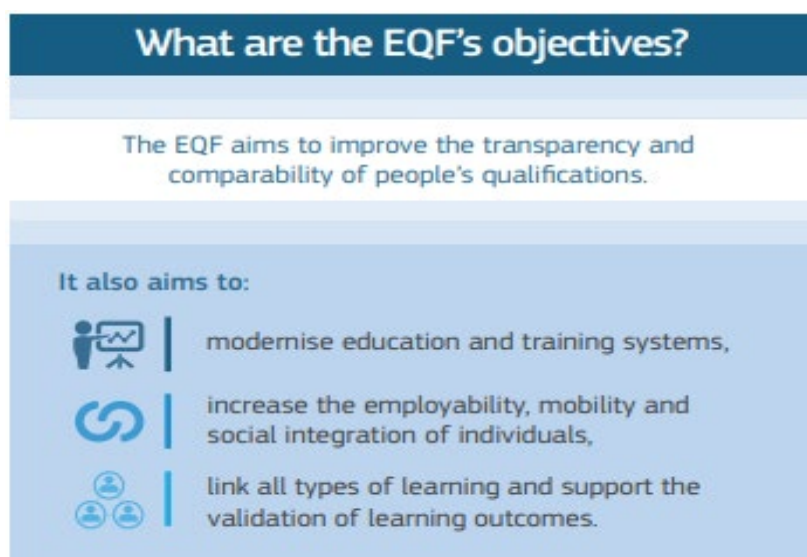 What are the EQF's objectives?
The EQF aims to improve the transparency and
comparability of people's qualifications.
It also aims to:
modernise education and training systems,
increase the employability, mobility and
social integration of individuals,
link all types of learning and support the
validation of learning outcomes.